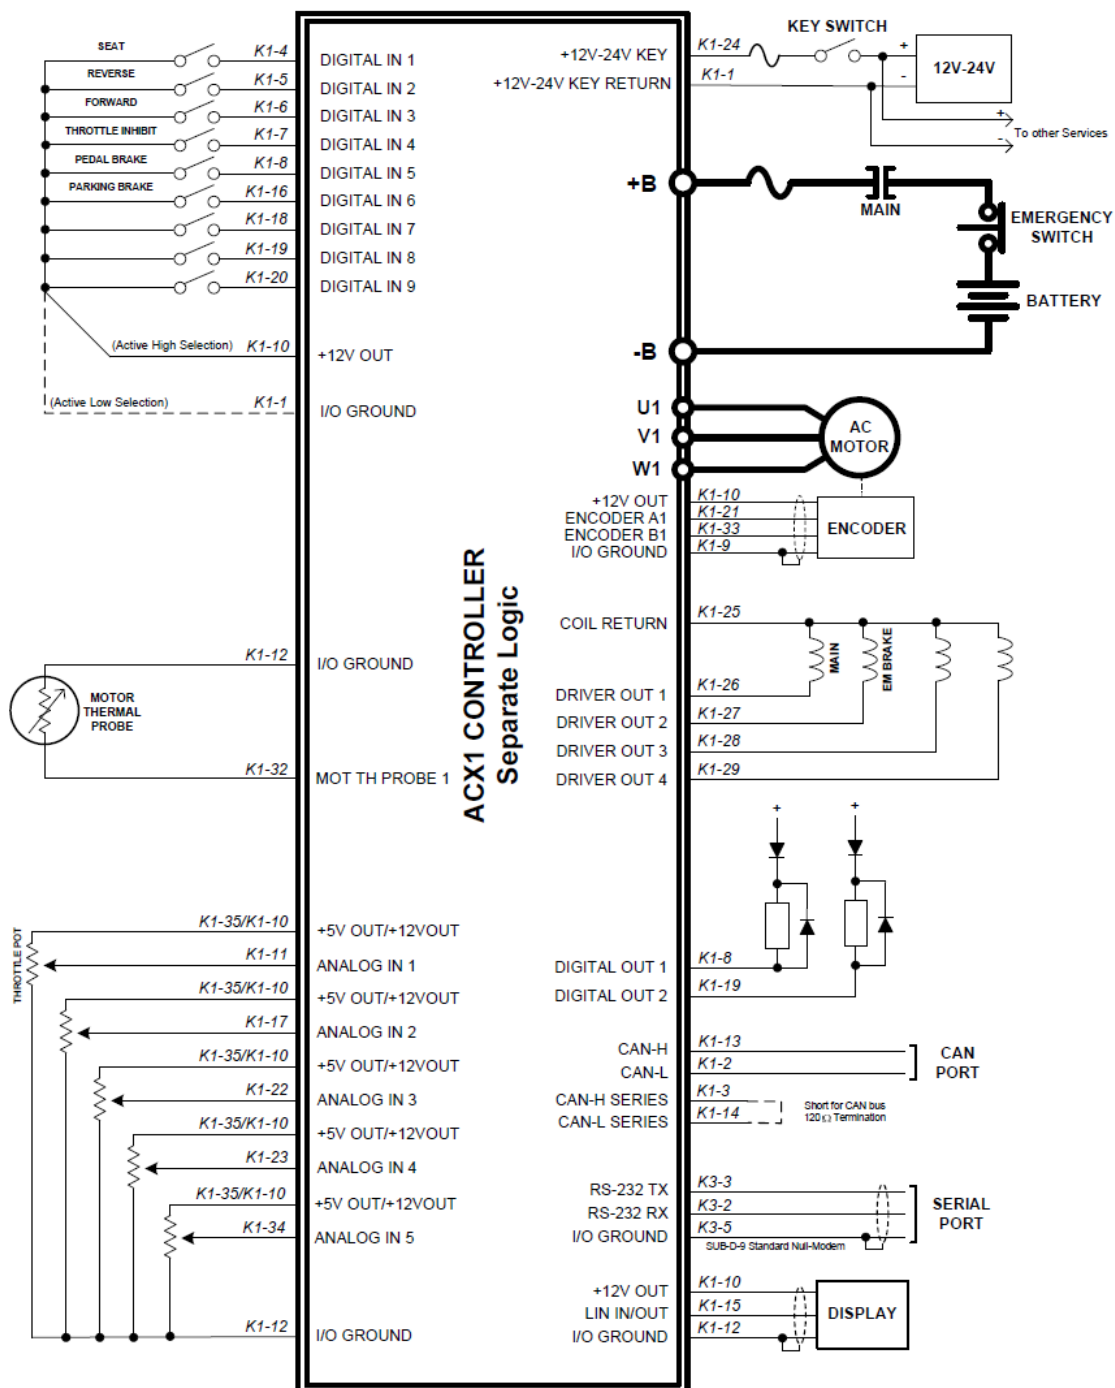 SEAT
K1-4
DIGITAL IN 1
REVERSE
K1-5
DIGITAL IN 2
FORWARD
K1-6
DIGITAL IN 3
THROTTLE INHIBIT
K1-7
DIGITAL IN 4
PEDAL BRAKE
K1-8
DIGITAL IN 5
PARKING BRAKE
K1-16
DIGITAL IN 6
K1-18
DIGITAL IN 7
K1-19
DIGITAL IN 8
K1-20
DIGITAL IN 9
(Active High Selection)
K1-10
+12V OUT
(Active Low Selection)
K1-1
I/O GROUND
K1-12
I/O GROUND
MOTOR
THERMAL
PROBE
K1-32
MOT TH PROBE 1
THROTTLE POT
K1-35/K1-10
+5V OUT/+12VOUT
K1-11
ANALOG IN 1
K1-35/K1-10
+5V OUT/+12VOUT
K1-17
ANALOG IN 2
K1-35/K1-10
+5V OUT/+12VOUT
K1-22
ANALOG IN 3
K1-35/K1-10
+5V OUT/+12VOUT
K1-23
ANALOG IN 4
K1-35/K1-10
+5V OUT/+12VOUT
K1-34
ANALOG IN 5
K1-12
I/O GROUND
ACX1 CONTROLLER
Separate Logic
KEY SWITCH
+12V-24V KEY
K1-24
+
12V-24V
+12V-24V KEY RETURN
K1-1
-
+
To other Services
-
+B
MAIN
EMERGENCY
SWITCH
BATTERY
-B
U1
V1
W1
AC
MOTOR
+12V OUT
K1-10
ENCODER A1
K1-21
ENCODER B1
K1-33
I/O GROUND
K1-9
ENCODER
COIL RETURN
K1-25
MAIN
EM BRAKE
DRIVER OUT 1
K1-26
DRIVER OUT 2
K1-27
DRIVER OUT 3
K1-28
DRIVER OUT 4
K1-29
+
+
DIGITAL OUT 1
K1-8
DIGITAL OUT 2
K1-19
CAN-H
K1-13
CAN-L
K1-2
CAN
PORT
CAN-H SERIES
K1-3
CAN-L SERIES
K1-14
Short for CAN bus
120Ω Termination
RS-232 TX
K3-3
RS-232 RX
K3-2
I/O GROUND
K3-5
SERIAL
PORT
SUB-D-9 Standard Null-Modem
+12V OUT
K1-10
LIN IN/OUT
K1-15
I/O GROUND
K1-12
DISPLAY